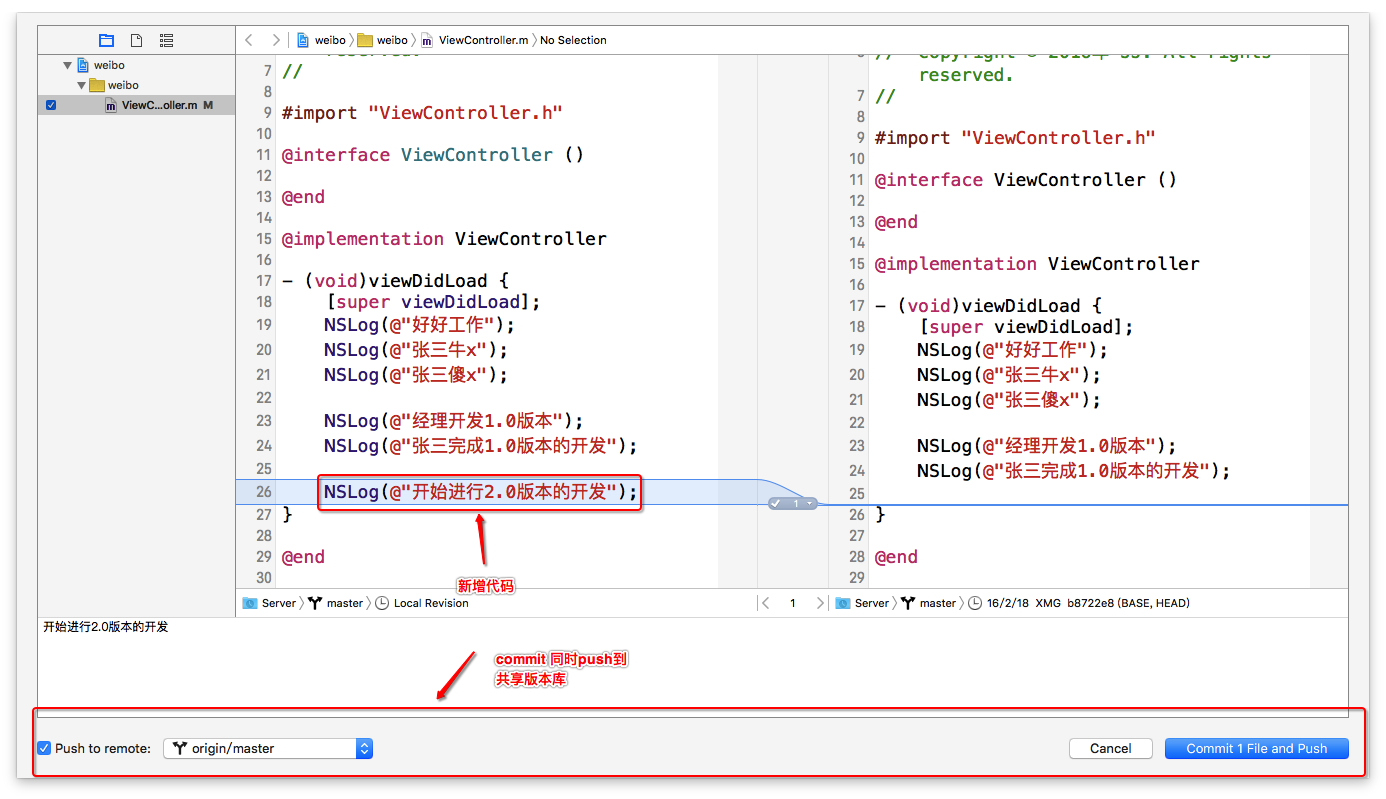 weibo 〉 weibo 〉 ViewController.m 〉 No Selection
weibo
weibo
ViewC...oller.m M
7 //
8
9 #import "ViewController.h"
10
11 @interface ViewController ()
12
13 @end
14
15 @implementation ViewController
16
17 - (void)viewDidLoad {
18 [super viewDidLoad];
19 NSLog(@"好好工作");
20 NSLog(@"张三牛x");
21 NSLog(@"张三傻x");
22
23 NSLog(@"经理开发1.0版本");
24 NSLog(@"张三完成1.0版本的开发");
25
26 NSLog(@"开始进行2.0版本的开发");
27 }
28
29 @end
30
新增代码
1
reserved.
7 //
8
9 #import "ViewController.h"
10
11 @interface ViewController ()
12
13 @end
14
15 @implementation ViewController
16
17 - (void)viewDidLoad {
18 [super viewDidLoad];
19 NSLog(@"好好工作");
20 NSLog(@"张三牛x");
21 NSLog(@"张三傻x");
22
23 NSLog(@"经理开发1.0版本");
24 NSLog(@"张三完成1.0版本的开发");
25
26 }
27
28 @end
29
Server 〉 master 〉 Local Revision
1
Server 〉 master 〉 16/2/18 XMG b8722e8 (BASE, HEAD)
开始进行2.0版本的开发
commit 同时push到
共享版本库
Push to remote: origin/master
Cancel
Commit 1 File and Push